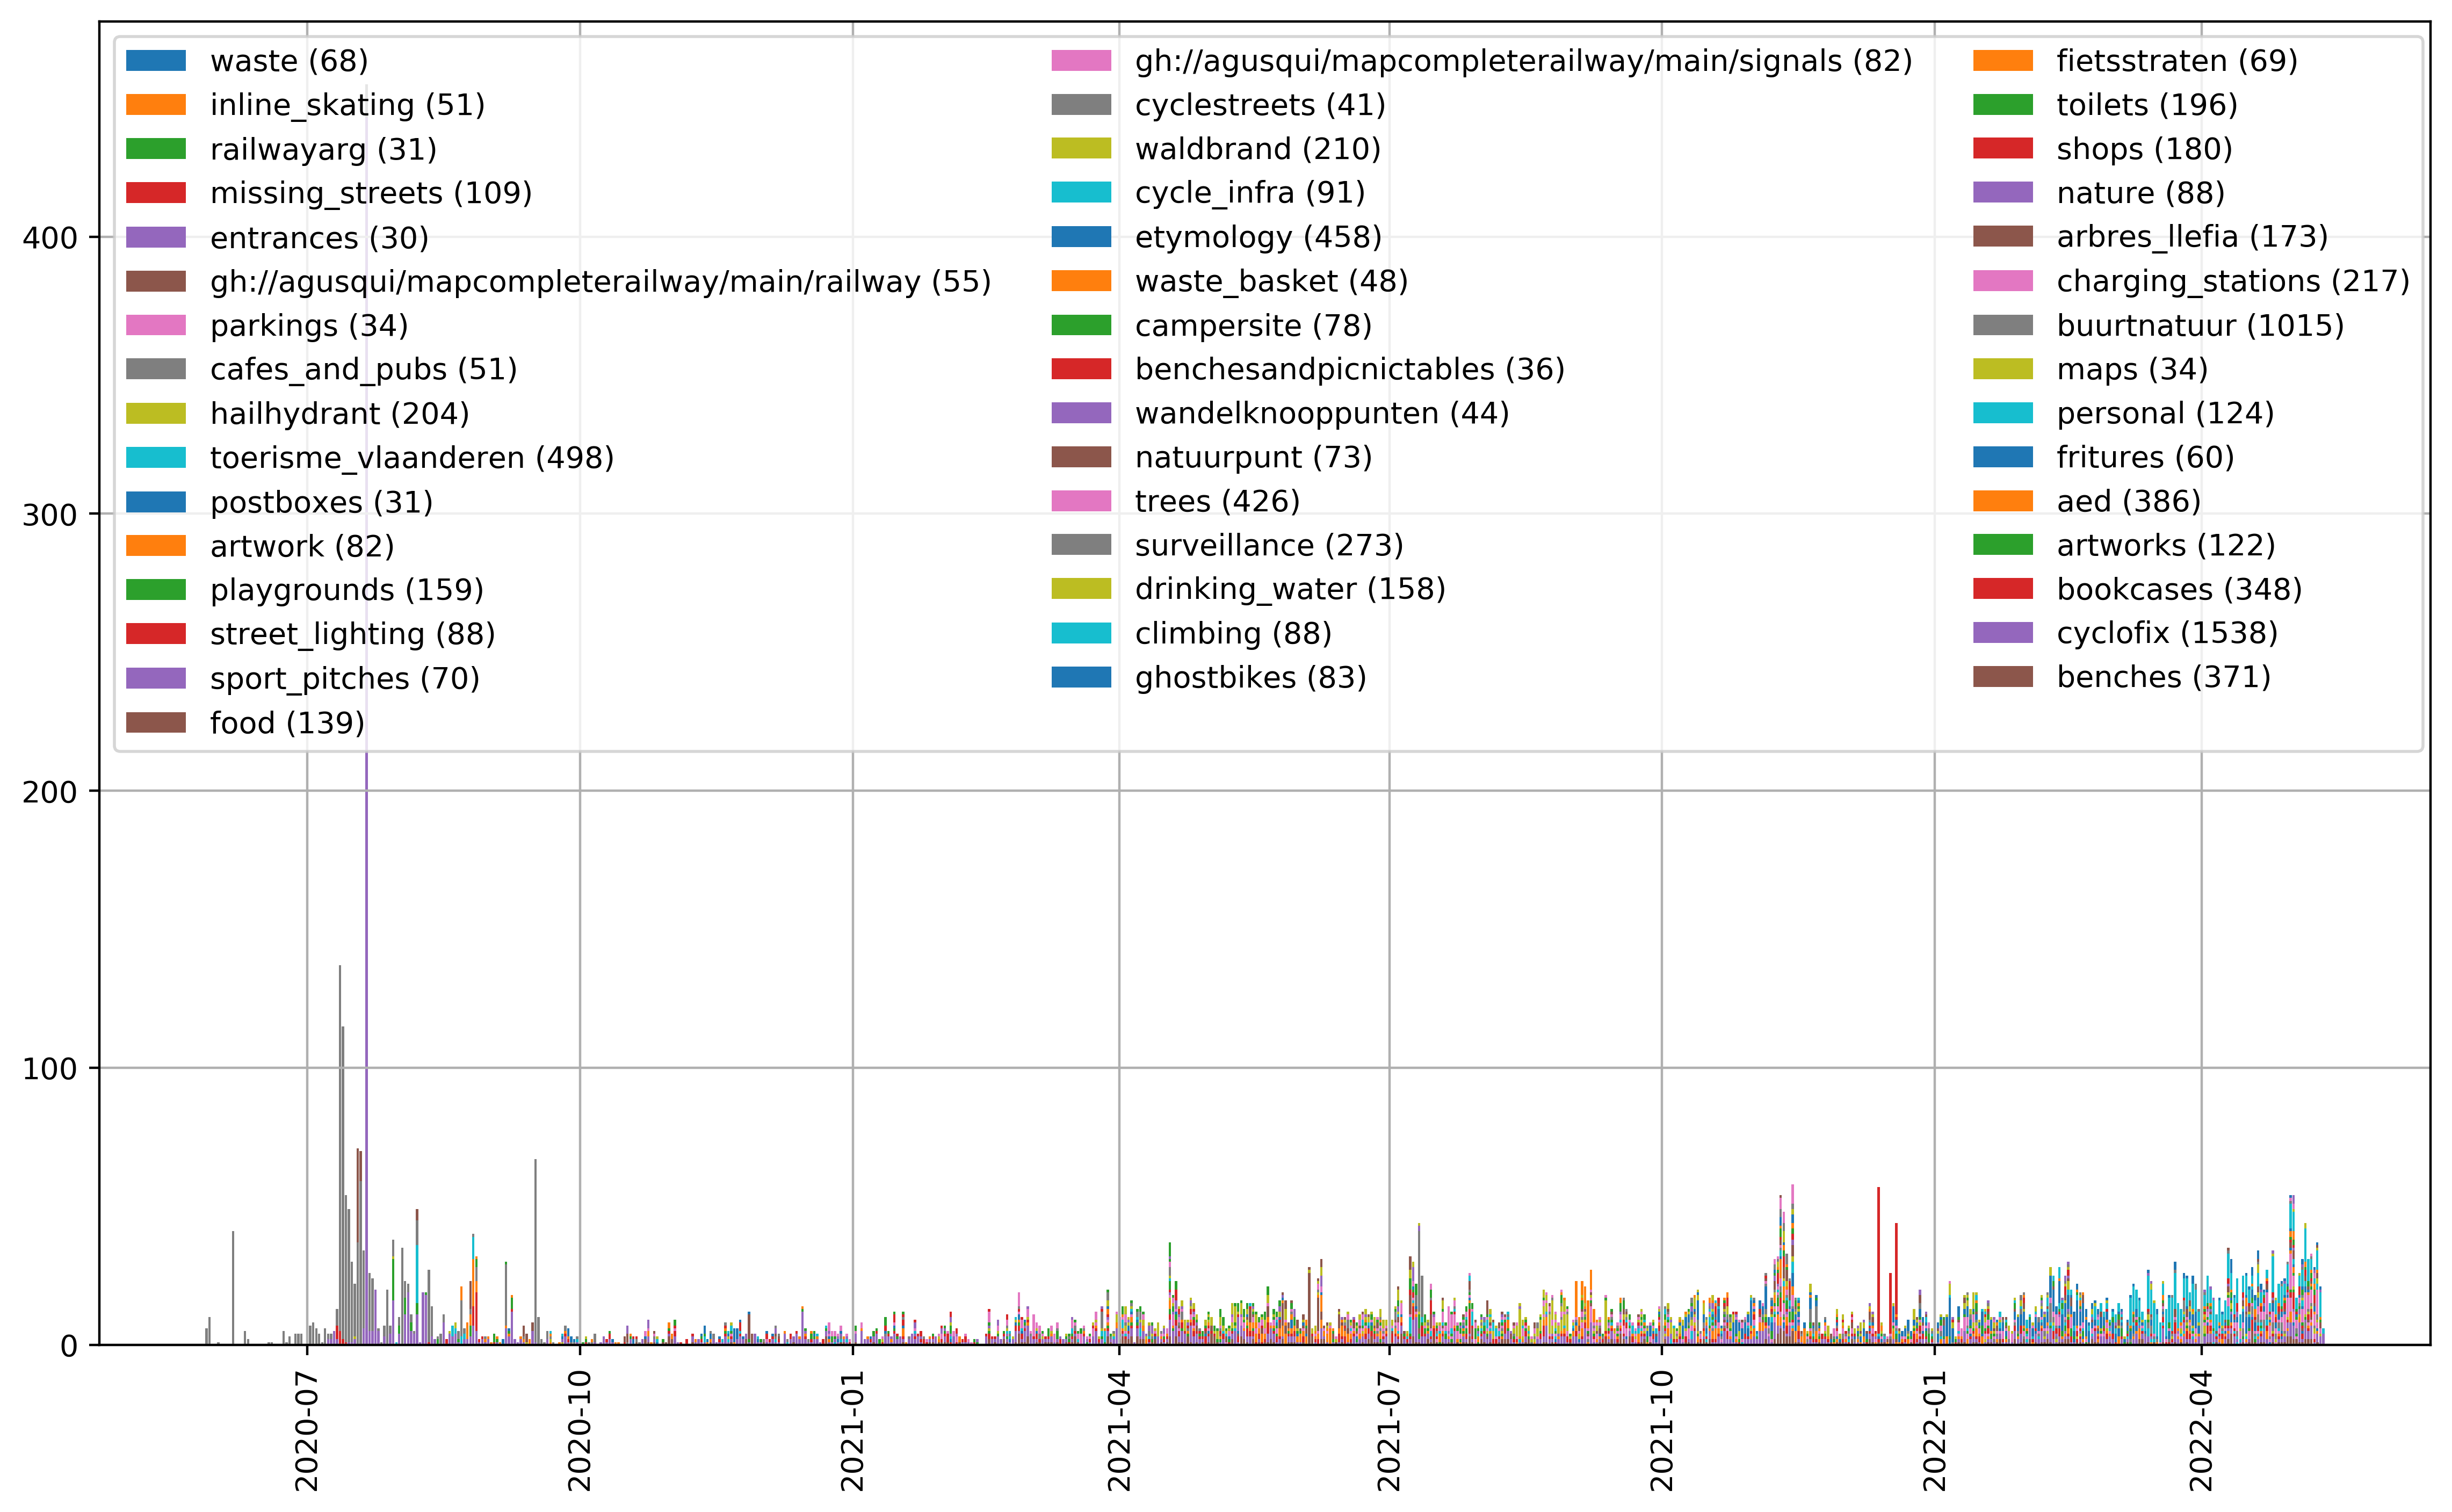 waste (68)
inline_skating (51)
railwayarg (31)
missing_streets (109)
entrances (30)
gh://agusqui/mapcompleterailway/main/railway (55)
parkings (34)
cafes_and_pubs (51)
hailhydrant (204)
toerisme_vlaanderen (498)
postboxes (31)
artwork (82)
playgrounds (159)
street_lighting (88)
sport_pitches (70)
food (139)
gh://agusqui/mapcompleterailway/main/signals (82)
cyclestreets (41)
waldbrand (210)
cycle_infra (91)
etymology (458)
waste_basket (48)
campersite (78)
benchesandpicnictables (36)
wandelknooppunten (44)
natuurpunt (73)
trees (426)
surveillance (273)
drinking_water (158)
climbing (88)
ghostbikes (83)
fietsstraten (69)
toilets (196)
shops (180)
nature (88)
arbres_llefia (173)
charging_stations (217)
buurtnatuur (1015)
maps (34)
personal (124)
fritures (60)
aed (386)
artworks (122)
bookcases (348)
cyclofix (1538)
benches (371)
400
300
200
100
0
2020-07
2020-10
2021-01
2021-04
2021-07
2021-10
2022-01
2022-04